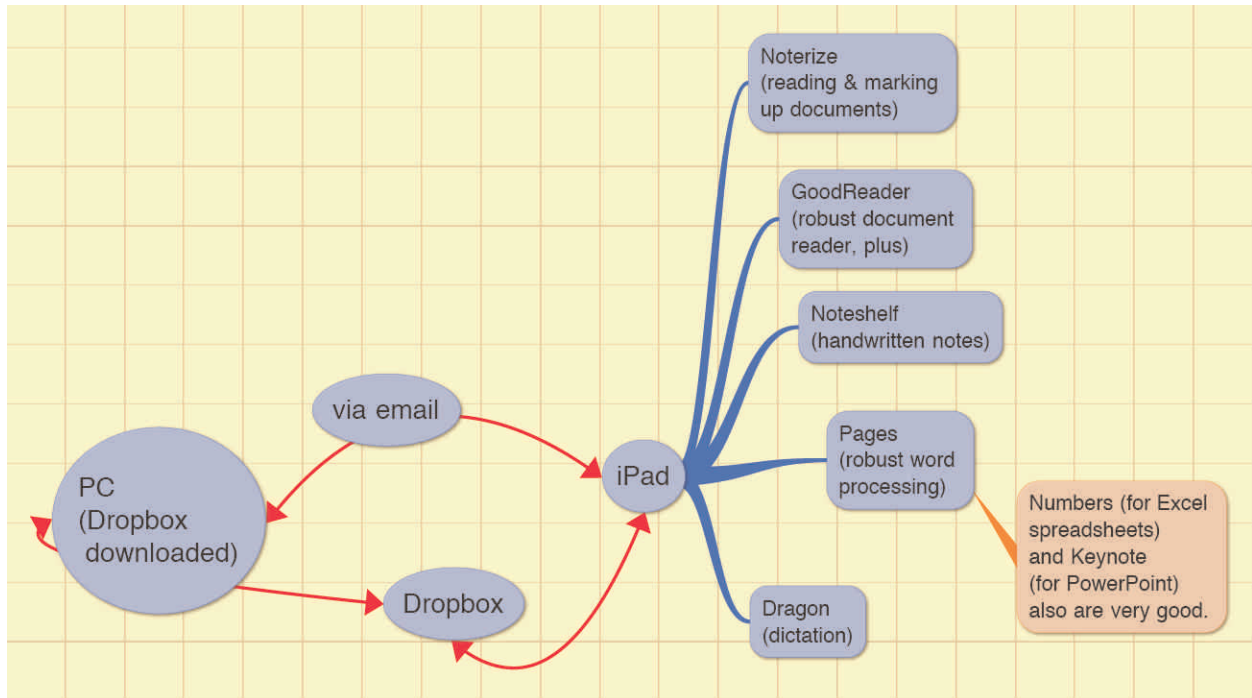 Noterize
(reading & marking
up documents)
GoodReader
(robust document
reader, plus)
Noteshelf
(handwritten notes)
via email
iPad
Pages
(robust word
processing)
PC
(Dropbox
downloaded)
Numbers (for Excel
spreadsheets)
and Keynote
(for PowerPoint)
also are very good.
Dropbox
Dragon
(dictation)